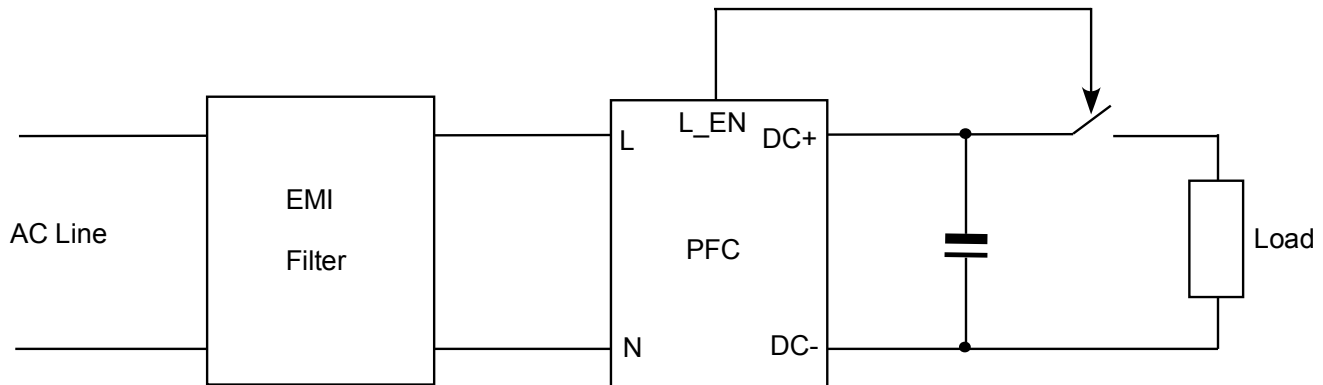 L_EN
L
DC+
EMI
Filter
AC Line
PFC
Load
N
DC-